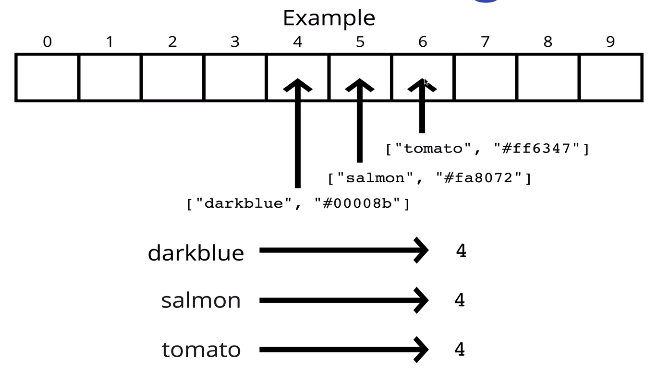 Example
0 1 2 3 4 5 6 7 8 9
["tomato", "#ff6347"]
["salmon", "#fa8072"]
["darkblue", "#00008b"]
darkblue 4
salmon 4
tomato 4